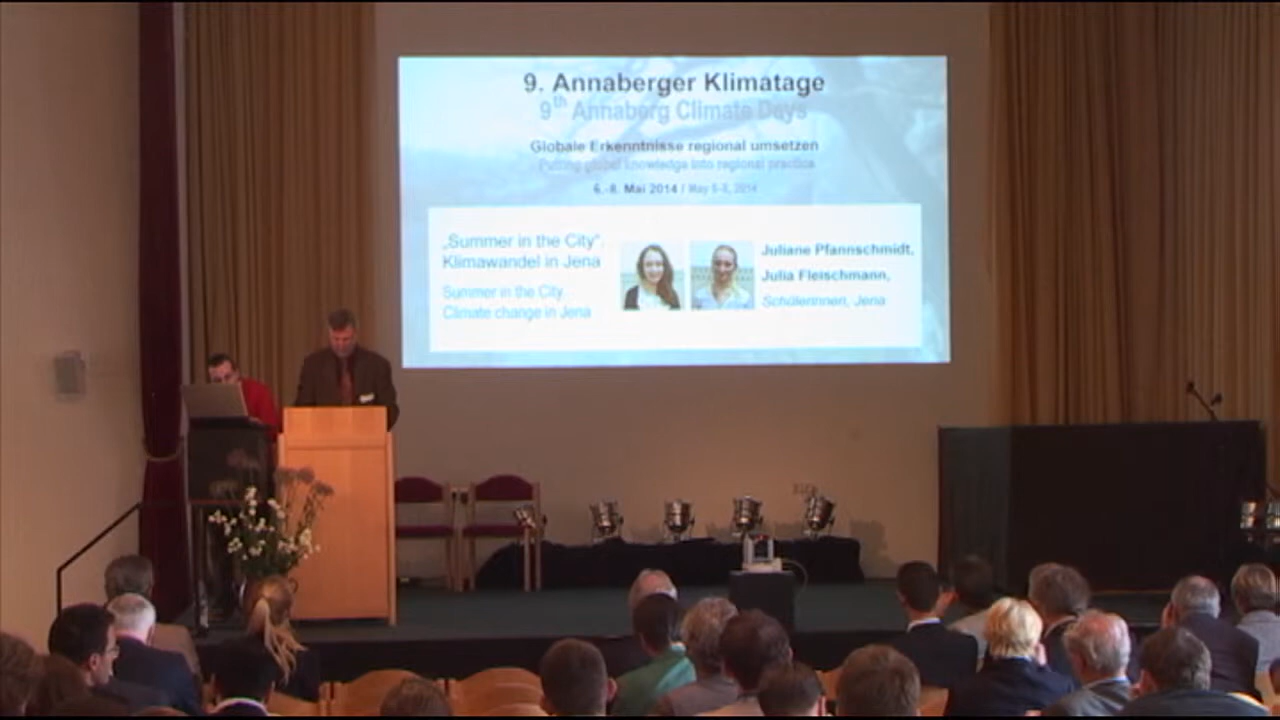 9. Annaberger Klimatage
9th Annaberg Climate Days
Globale Erkenntnisse regional umsetzen
Putting global knowledge into regional practice
6.-8. Mai 2014 / May 6-8, 2014
„Summer in the City“.
Klimawandel in Jena
Summer in the City.
Climate change in Jena
Juliane Pfannschmidt,
Julia Fleischmann,
Schülerinnen, Jena